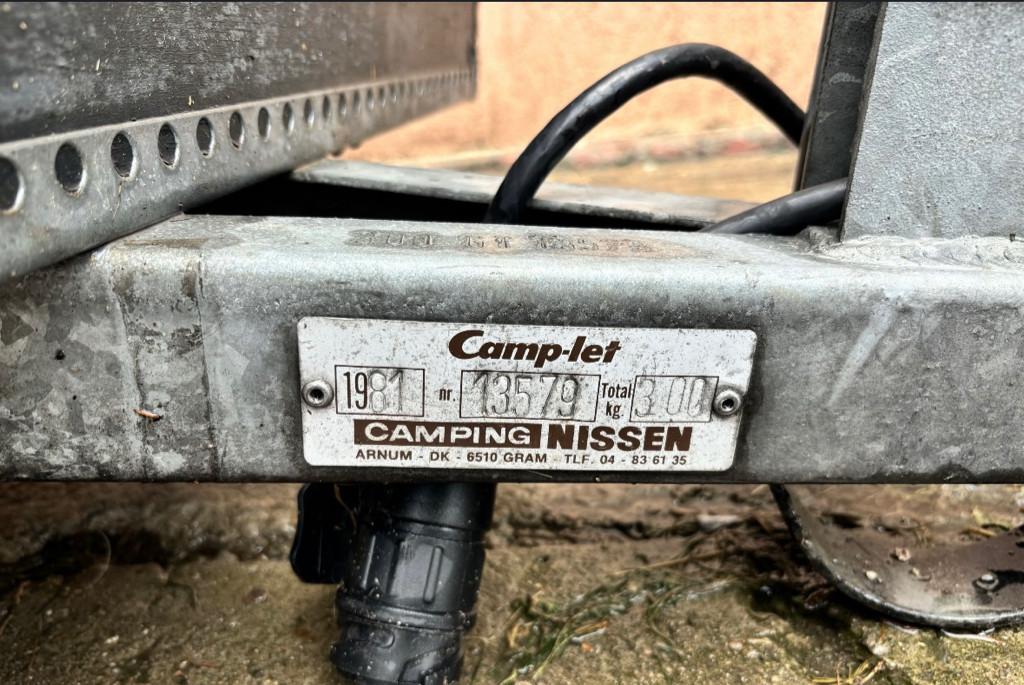 Camp-let
1981 nr. 13579 Total kg. 300
CAMPING NISSEN
ARNUM - DK - 6510 GRAM - TLF. 04 - 83 61 35